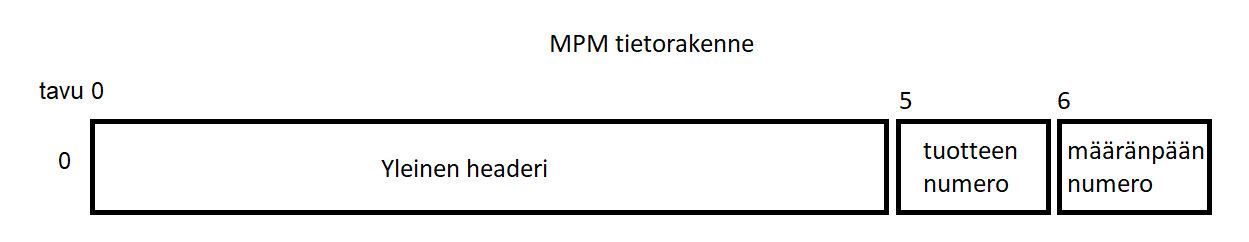 MPM tietorakenne
tavu 0
5
6
0
Yleinen headeri
tuotteen
numero
määränpään
numero